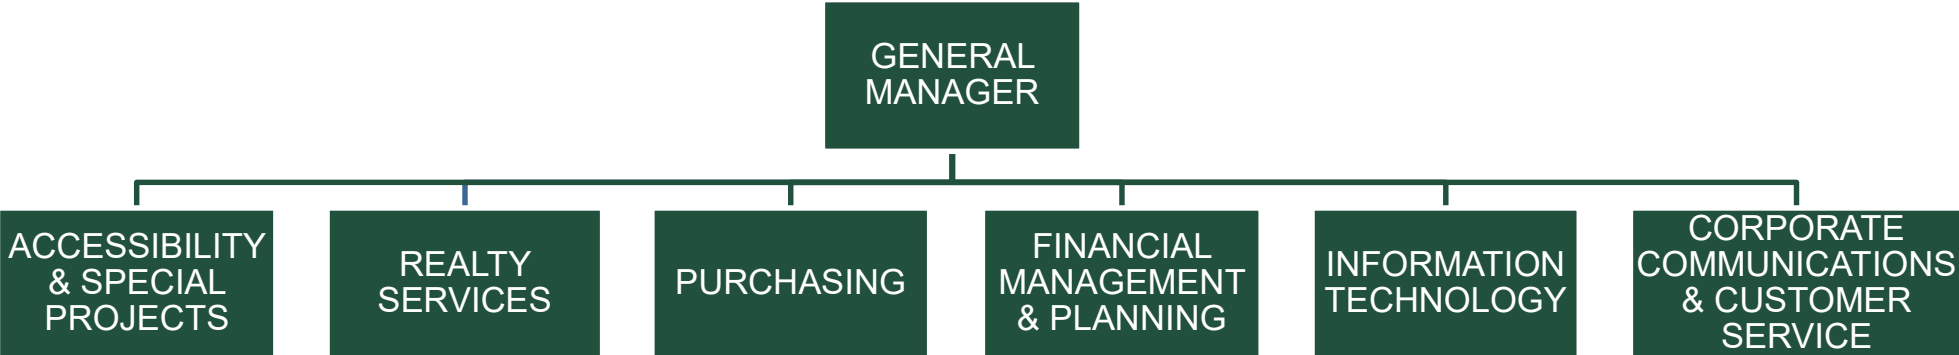 GENERAL
MANAGER
ACCESSIBILITY
& SPECIAL
PROJECTS
REALTY
SERVICES
PURCHASING
FINANCIAL
MANAGEMENT
& PLANNING
INFORMATION
TECHNOLOGY
CORPORATE
COMMUNICATIONS
& CUSTOMER
SERVICE